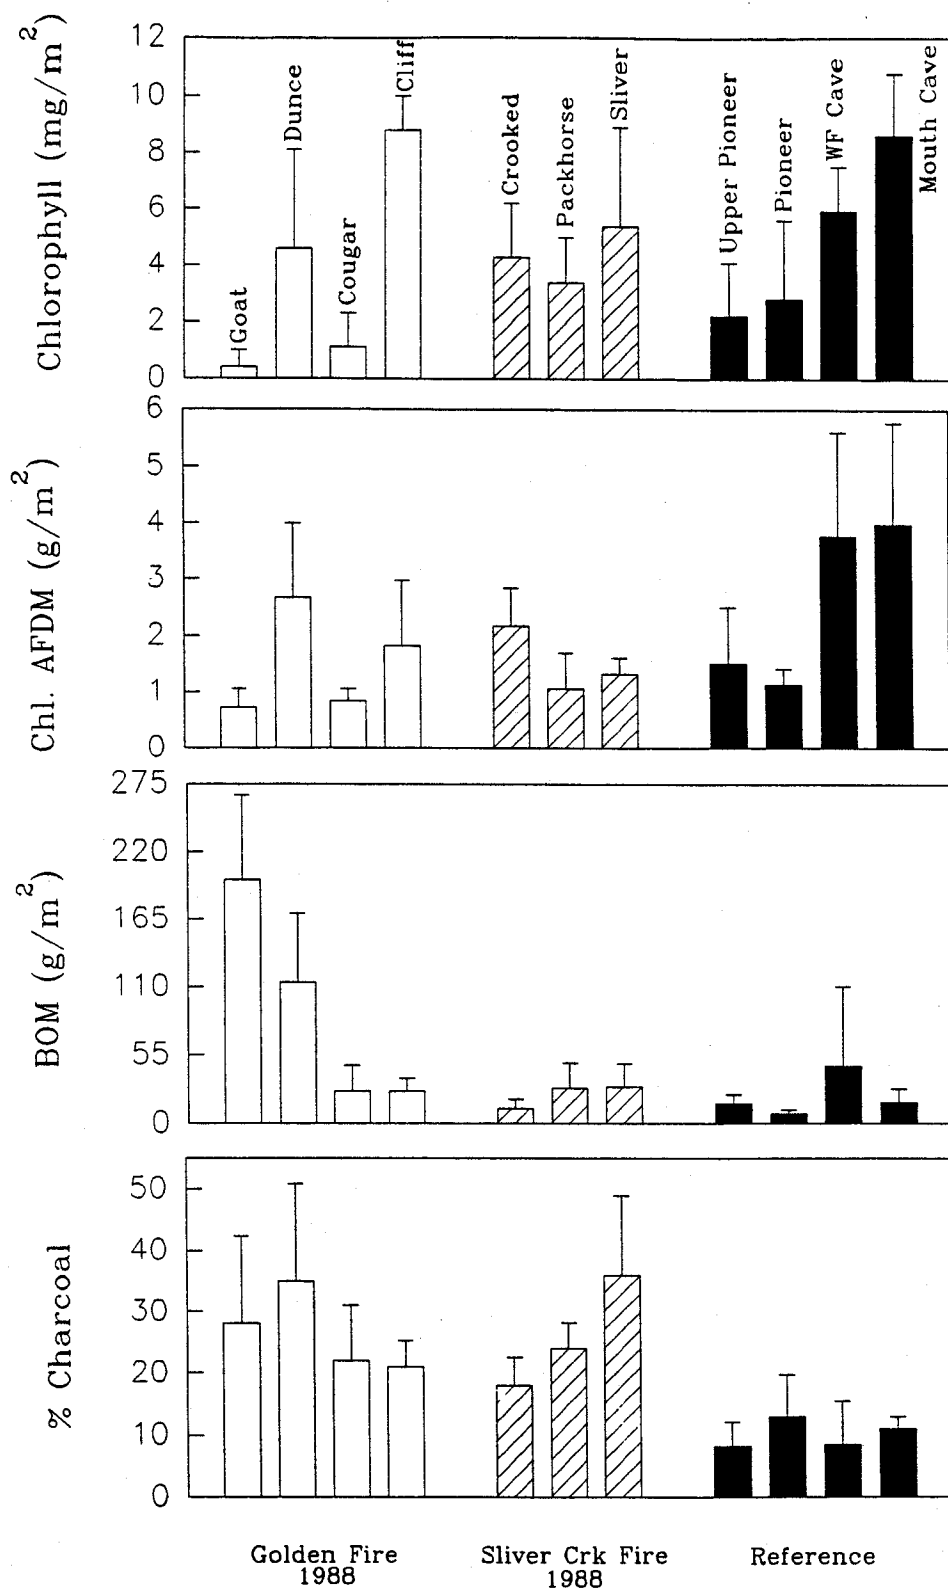 Chlorophyll (mg/m²)
12
10
8
6
4
2
0
Goat
Dunce
Cougar
Cliff
Crooked
Packhorse
Sliver
Upper Pioneer
Pioneer
WF Cave
Mouth Cave
Chl. AFDM (g/m²)
6
5
4
3
2
1
0
BOM (g/m²)
275
220
165
110
55
0
% Charcoal
50
40
30
20
10
0
Golden Fire
1988
Sliver Crk Fire
1988
Reference